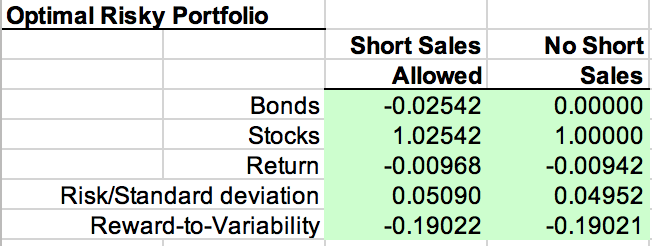 Optimal Risky Portfolio
Short Sales No Short
Allowed Sales
Bonds -0.02542 0.00000
Stocks 1.02542 1.00000
Return -0.00968 -0.00942
Risk/Standard deviation 0.05090 0.04952
Reward-to-Variability -0.19022 -0.19021